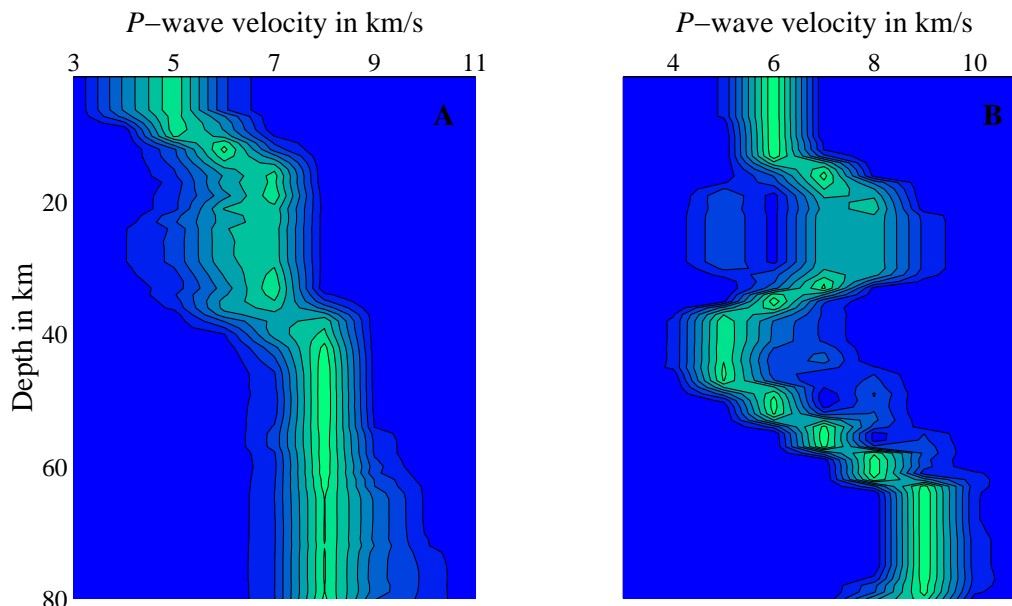 P–wave velocity in km/s
P–wave velocity in km/s
3 5 7 9 11
4 6 8 10
A
B
20
40
60
80
Depth in km